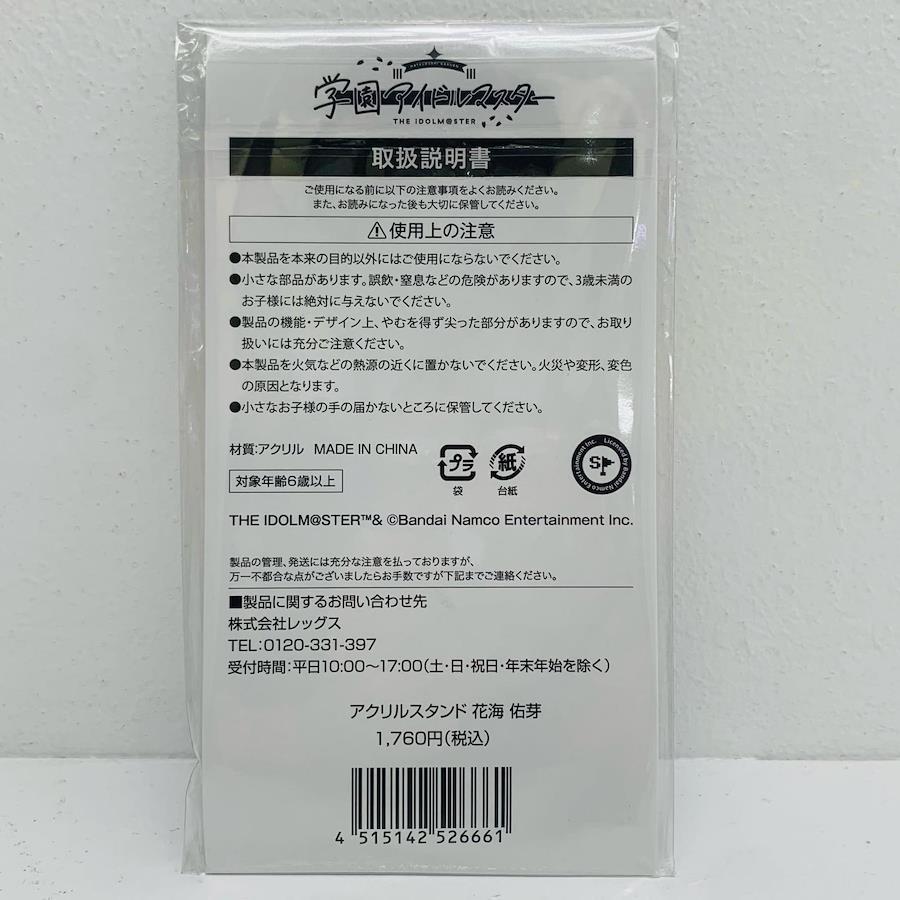 HATSUBOSHI GAKUEN
学園アイドルマスター
THE IDOLM@STER
取扱説明書
ご使用になる前に以下の注意事項をよくお読みください。
また、お読みになった後も大切に保管してください。
⚠使用上の注意
●本製品を本来の目的以外にはご使用にならないでください。
●小さな部品があります。誤飲・窒息などの危険がありますので、3歳未満の
お子様には絶対に与えないでください。
●製品の機能・デザイン上、やむを得ず尖った部分がありますので、お取り
扱いには充分ご注意ください。
●本製品を火気などの熱源の近くに置かないでください。火災や変形、変色
の原因となります。
●小さなお子様の手の届かないところに保管してください。
材質：アクリル MADE IN CHINA
対象年齢6歳以上
プラ
袋
紙
台紙
Licensed by Bandai Namco Entertainment Inc.
THE IDOLM@STER™& ©Bandai Namco Entertainment Inc.
製品の管理、発送には充分な注意を払っておりますが、
万一不都合な点がございましたらお手数ですが下記までご連絡ください。
■製品に関するお問い合わせ先
株式会社レッグス
TEL：0120-331-397
受付時間：平日10:00～17:00（土・日・祝日・年末年始を除く）
アクリルスタンド 花海 佑芽
1,760円（税込）
4 515142 526661